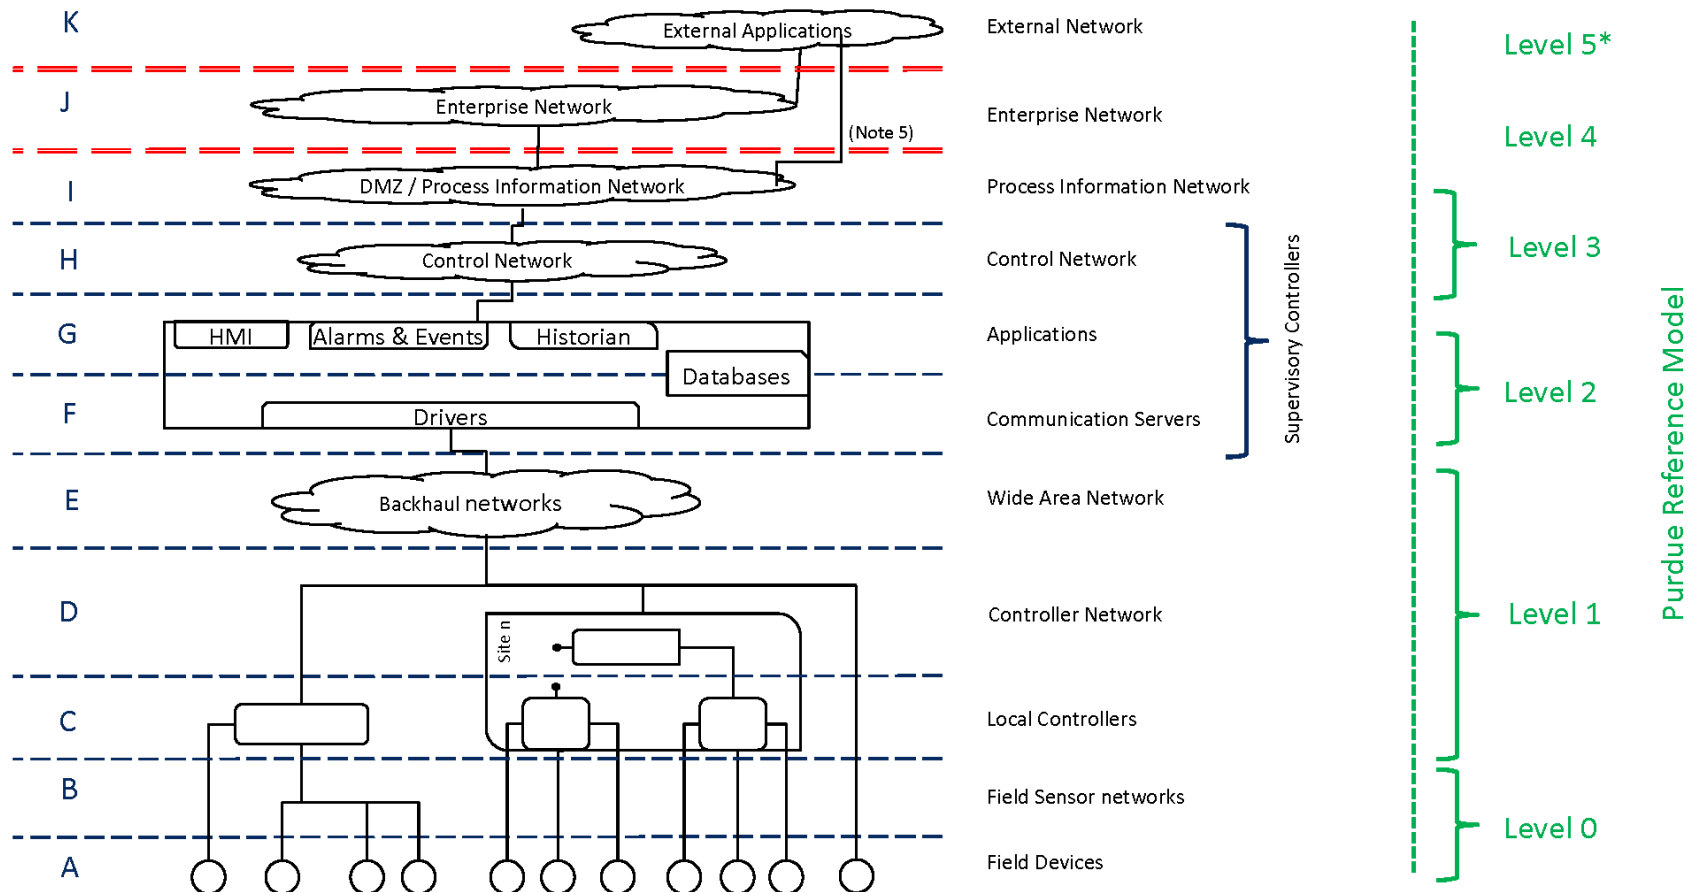 K
External Applications
External Network
Level 5*
J
Enterprise Network
Enterprise Network
(Note 5)
Level 4
I
DMZ / Process Information Network
Process Information Network
H
Control Network
Control Network
Level 3
G
HMI
Alarms & Events
Historian
Applications
Databases
Supervisory Controllers
Level 2
Purdue Reference Model
F
Drivers
Communication Servers
E
Backhaul networks
Wide Area Network
D
Site n
Controller Network
Level 1
C
Local Controllers
B
Field Sensor networks
Level 0
A
Field Devices